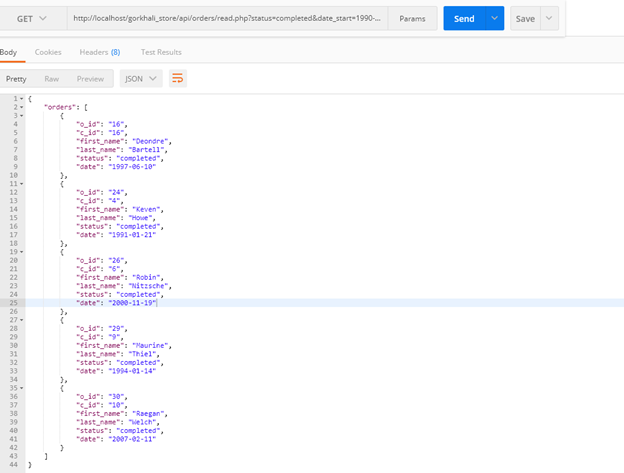 GET http://localhost/gorkhali_store/api/orders/read.php?status=completed&date_start=1990-... Params Send Save
Body Cookies Headers (8) Test Results
Pretty Raw Preview JSON
1 {
2 "orders": [
3 {
4 "o_id": "16",
5 "c_id": "16",
6 "first_name": "Deondre",
7 "last_name": "Bartell",
8 "status": "completed",
9 "date": "1997-06-10"
10 },
11 {
12 "o_id": "24",
13 "c_id": "4",
14 "first_name": "Keven",
15 "last_name": "Howe",
16 "status": "completed",
17 "date": "1991-01-21"
18 },
19 {
20 "o_id": "26",
21 "c_id": "6",
22 "first_name": "Robin",
23 "last_name": "Nitzsche",
24 "status": "completed",
25 "date": "2000-11-19"
26 },
27 {
28 "o_id": "29",
29 "c_id": "9",
30 "first_name": "Maurine",
31 "last_name": "Thiel",
32 "status": "completed",
33 "date": "1994-01-14"
34 },
35 {
36 "o_id": "30",
37 "c_id": "10",
38 "first_name": "Raegan",
39 "last_name": "Welch",
40 "status": "completed",
41 "date": "2007-02-11"
42 }
43 ]
44 }